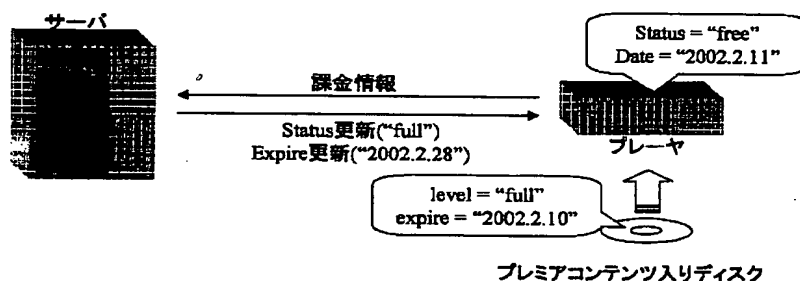 サーバ
Status = “free”
Date = “2002.2.11”
課金情報
Status更新(“full”)
Expire更新(“2002.2.28”)
プレーヤ
level = “full”
expire = “2002.2.10”
プレミアコンテンツ入りディスク